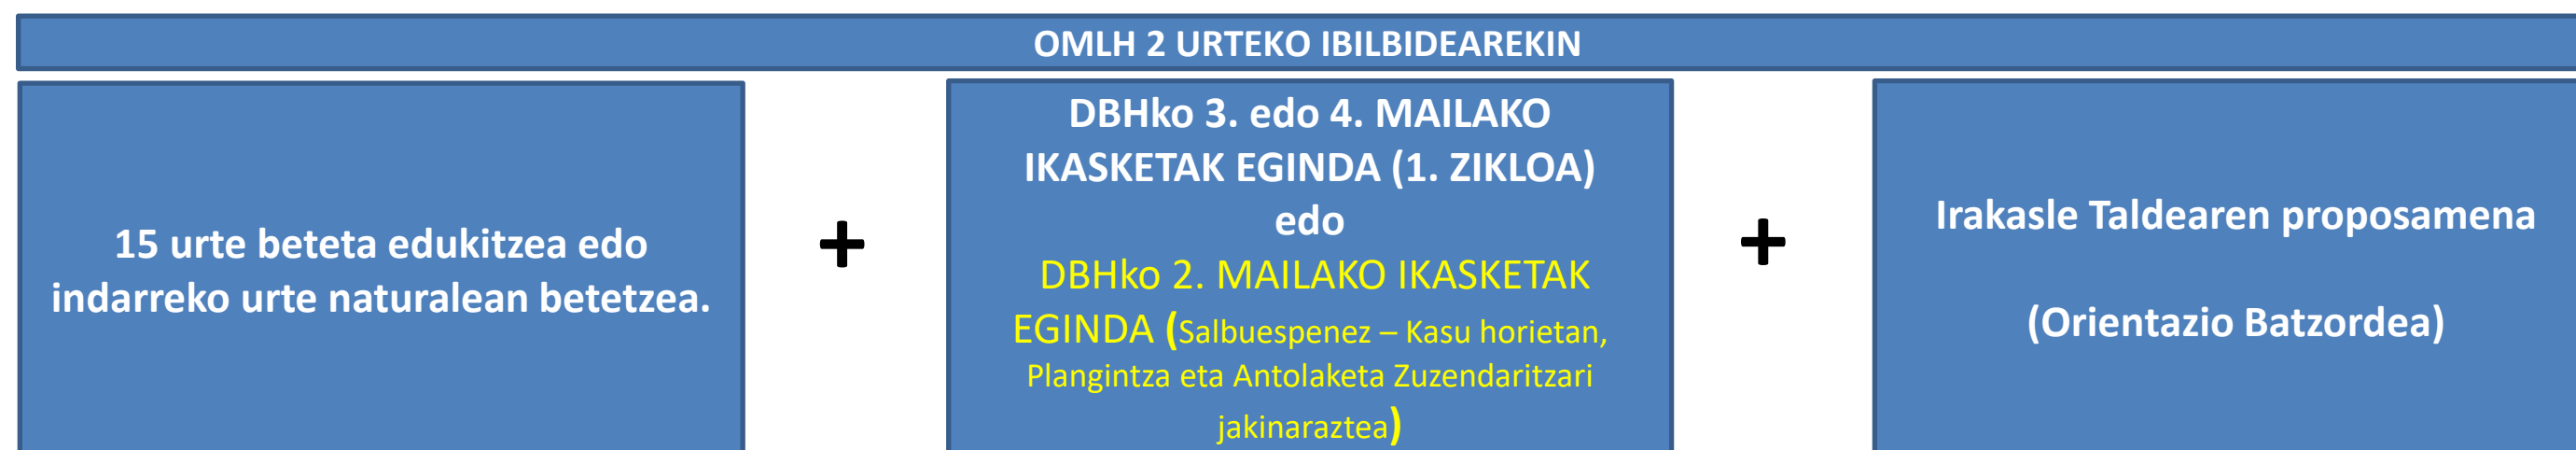 OMLH 2 URTEKO IBILBIDEAREKIN
15 urte beteta edukitzea edo
indarreko urte naturalean betetzea.
+
DBHko 3. edo 4. MAILAKO
IKASKETAK EGINDA (1. ZIKLOA)
edo
DBHko 2. MAILAKO IKASKETAK
EGINDA (Salbuespenez – Kasu horietan,
Plangintza eta Antolaketa Zuzendaritzari
jakinaraztea)
+
Irakasle Taldearen proposamena
(Orientazio Batzordea)